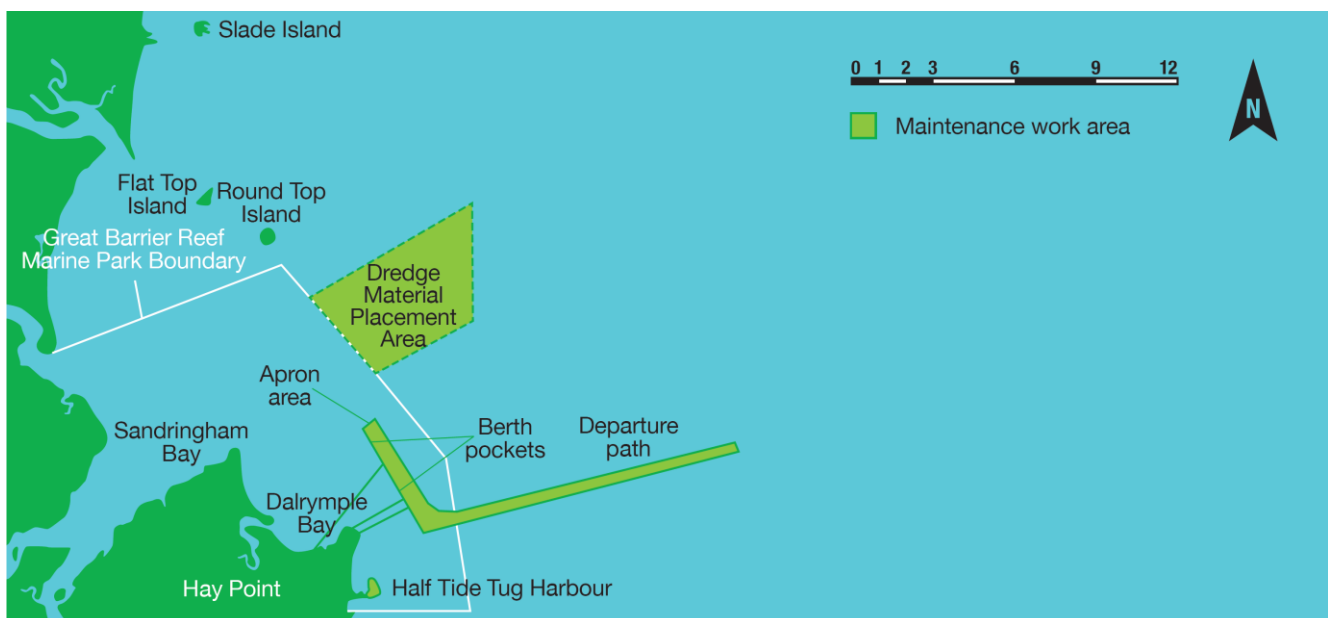 Slade Island
0 1 2 3 6 9 12
Maintenance work area
N
Flat Top
Island
Round Top
Island
Great Barrier Reef
Marine Park Boundary
Dredge
Material
Placement
Area
Apron
area
Sandringham
Bay
Berth
pockets
Departure
path
Dalrymple
Bay
Hay Point
Half Tide Tug Harbour